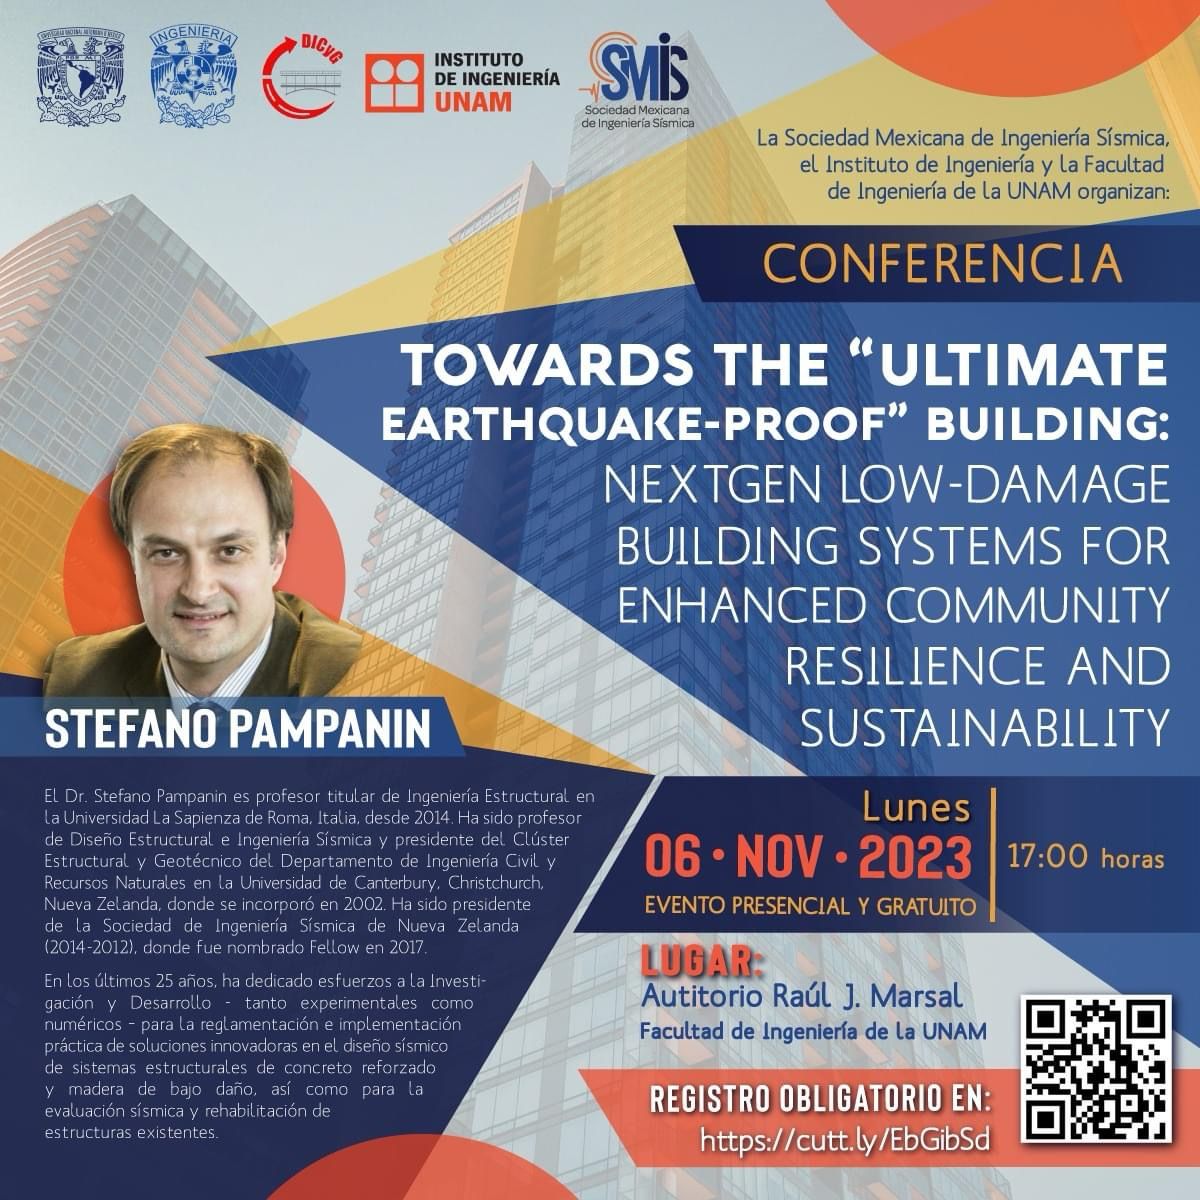 UNIVERSIDAD NACIONAL AUTONOMA DE MEXICO
INGENIERIA
DICyG
INSTITUTO
DE INGENIERÍA
UNAM
SMIS
Sociedad Mexicana
de Ingeniería Sísmica
La Sociedad Mexicana de Ingeniería Sísmica,
el Instituto de Ingeniería y la Facultad
de Ingeniería de la UNAM organizan:
CONFERENCIA
TOWARDS THE “ULTIMATE
EARTHQUAKE-PROOF” BUILDING:
NEXTGEN LOW-DAMAGE
BUILDING SYSTEMS FOR
ENHANCED COMMUNITY
RESILIENCE AND
SUSTAINABILITY
STEFANO PAMPANIN
El Dr. Stefano Pampanin es profesor titular de Ingeniería Estructural en
la Universidad La Sapienza de Roma, Italia, desde 2014. Ha sido profesor
de Diseño Estructural e Ingeniería Sísmica y presidente del Clúster
Estructural y Geotécnico del Departamento de Ingeniería Civil y
Recursos Naturales en la Universidad de Canterbury, Christchurch,
Nueva Zelanda, donde se incorporó en 2002. Ha sido presidente
de la Sociedad de Ingeniería Sísmica de Nueva Zelanda
(2014-2012), donde fue nombrado Fellow en 2017.
En los últimos 25 años, ha dedicado esfuerzos a la Investi-
gación y Desarrollo - tanto experimentales como
numéricos - para la reglamentación e implementación
práctica de soluciones innovadoras en el diseño sísmico
de sistemas estructurales de concreto reforzado
y madera de bajo daño, así como para la
evaluación sísmica y rehabilitación de
estructuras existentes.
Lunes
06 · NOV · 2023
17:00 horas
EVENTO PRESENCIAL Y GRATUITO
LUGAR:
Autitorio Raúl J. Marsal
Facultad de Ingeniería de la UNAM
REGISTRO OBLIGATORIO EN:
https://cutt.ly/EbGibSd